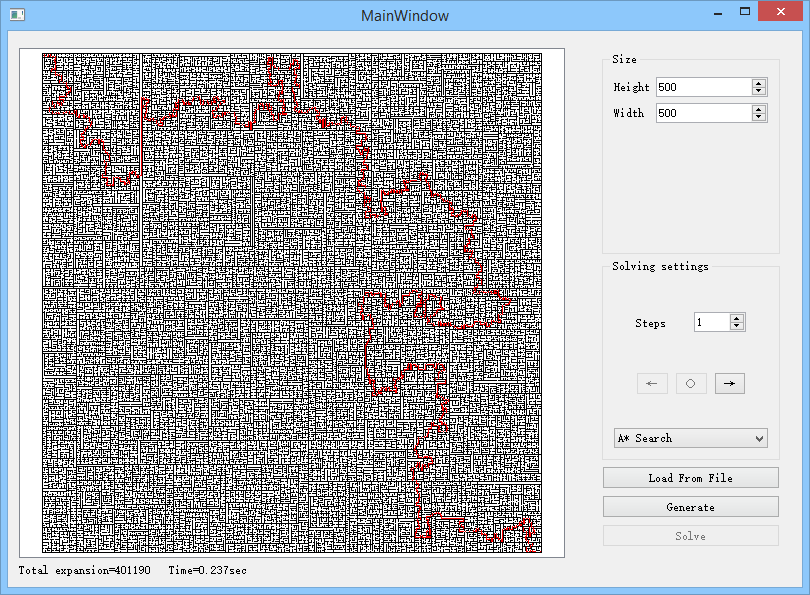 MainWindow
Size
Height 500
Width 500
Solving settings
Steps 1
A* Search
Load From File
Generate
Solve
Total expansion=401190 Time=0.237sec